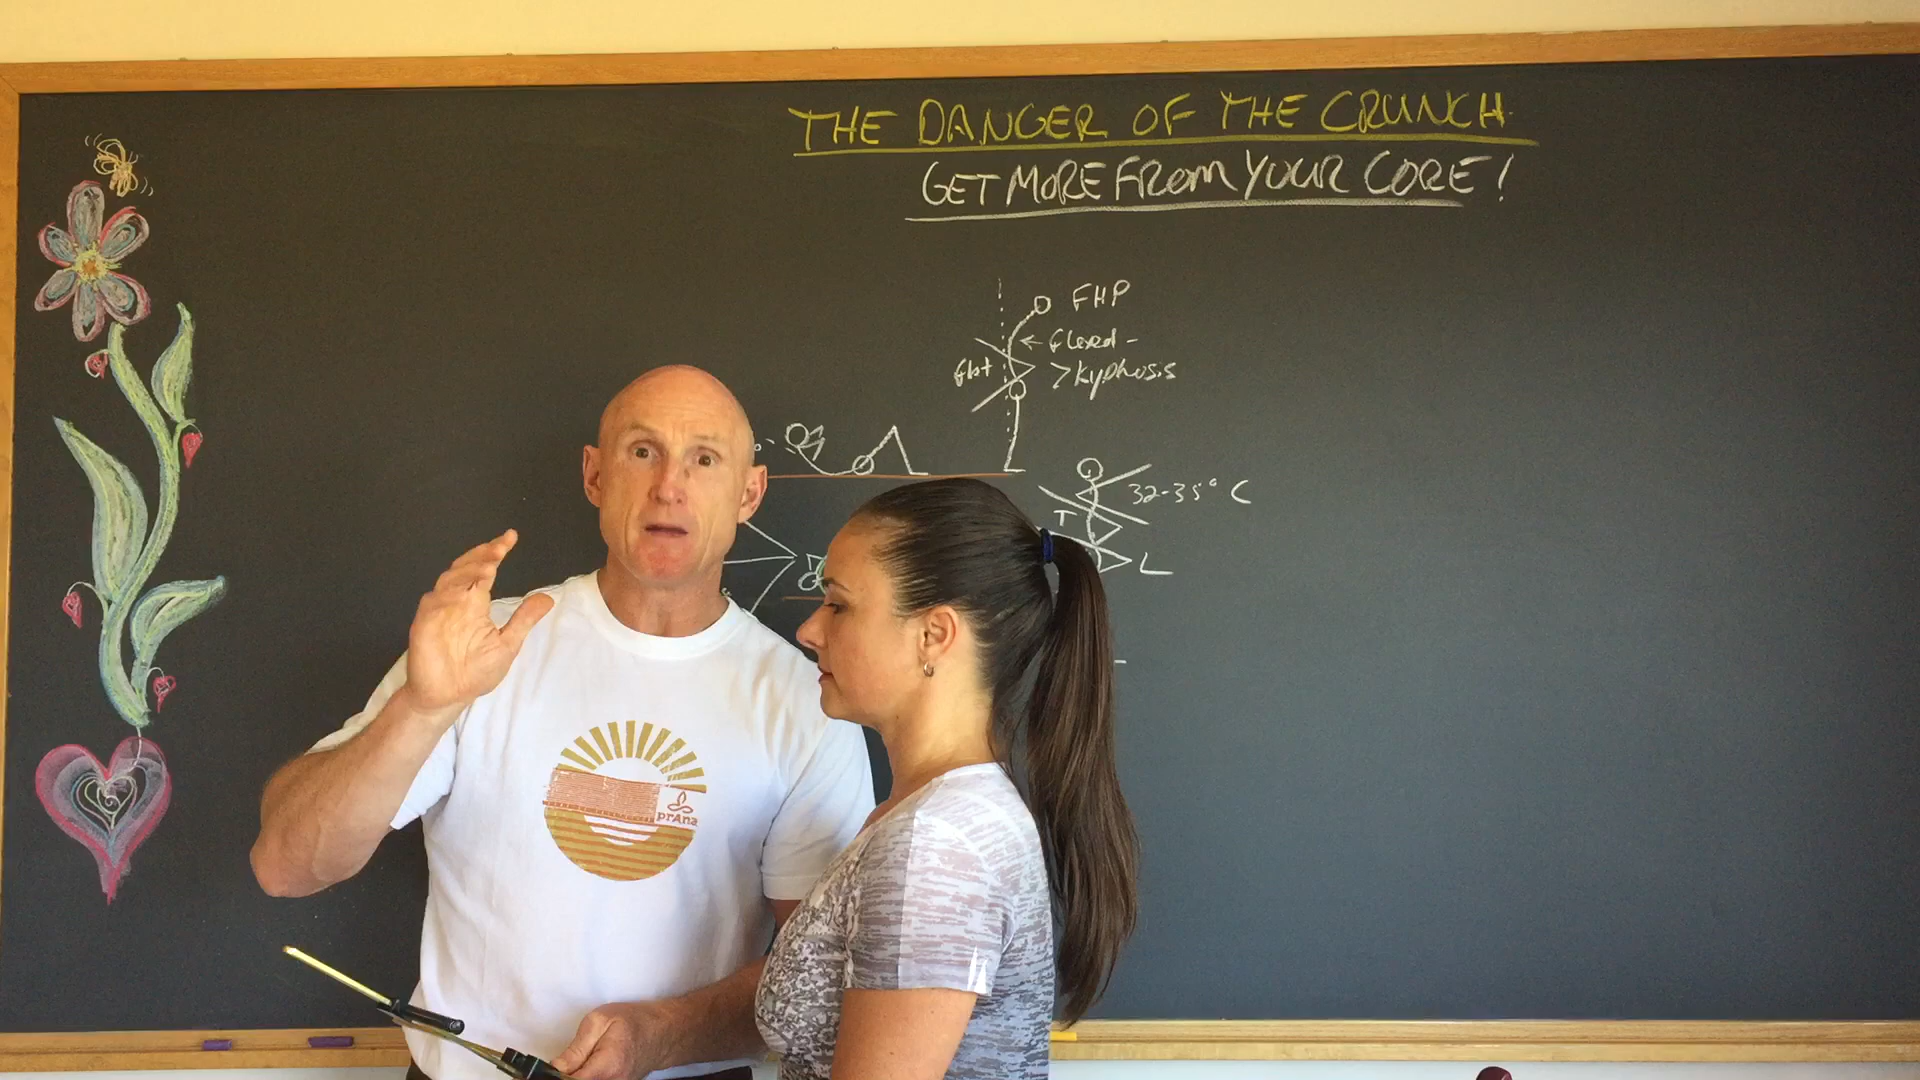 THE DANGER OF THE CRUNCH.
GET MORE FROM YOUR CORE!
FHP
← flexed -
flat
>Kyphosis
32-35° C
T
L
prAna